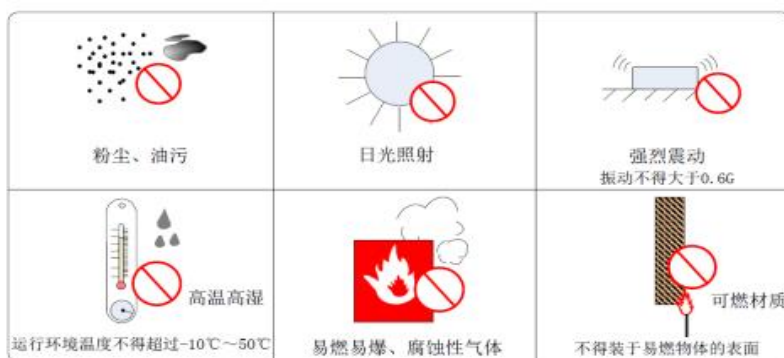 粉尘、油污
日光照射
强烈震动
振动不得大于0.6G
高温高湿
运行环境温度不得超过-10℃～50℃
易燃易爆、腐蚀性气体
可燃材质
不得装于易燃物体的表面